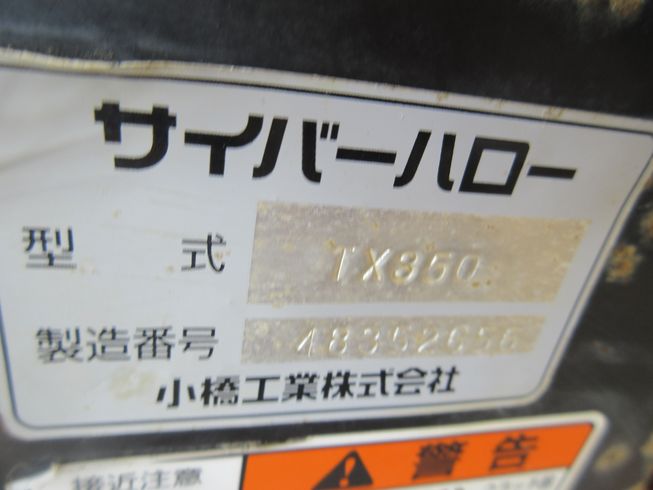 サイバーハロー
型 式 TX350
製造番号
小橋工業株式会社
警告
接近注意